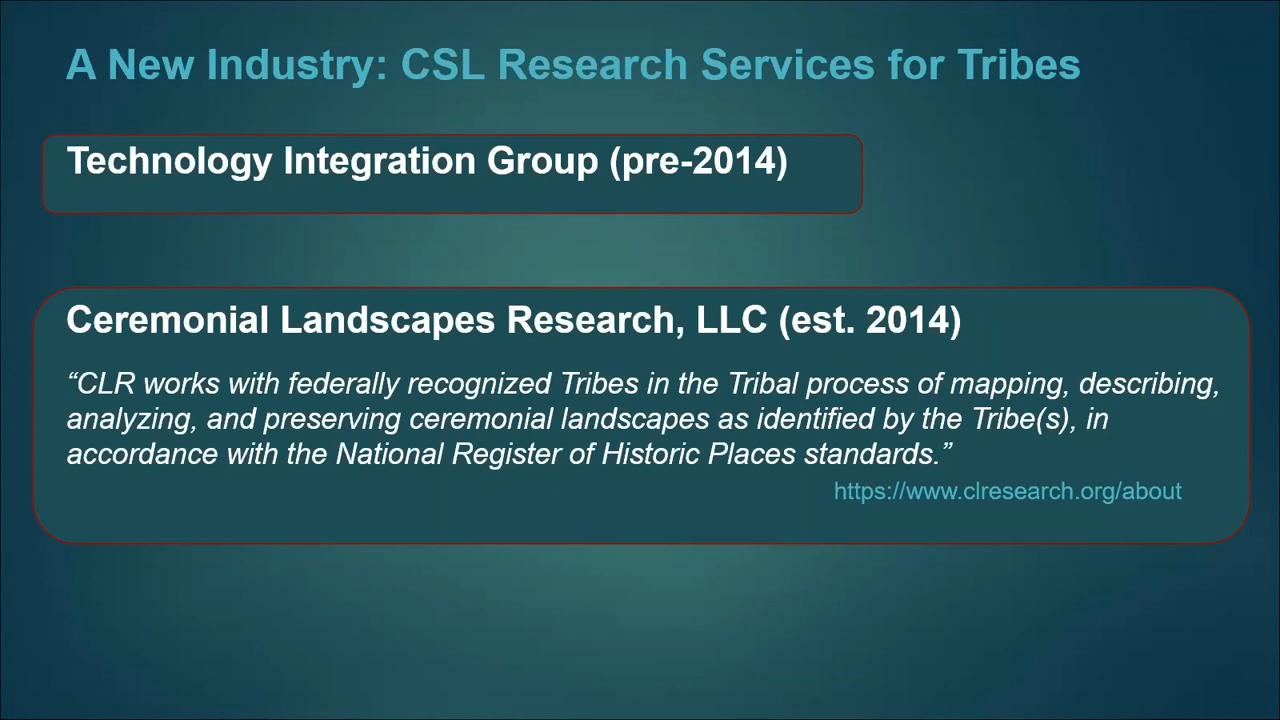 A New Industry: CSL Research Services for Tribes
Technology Integration Group (pre-2014)
Ceremonial Landscapes Research, LLC (est. 2014)
“CLR works with federally recognized Tribes in the Tribal process of mapping, describing,
analyzing, and preserving ceremonial landscapes as identified by the Tribe(s), in
accordance with the National Register of Historic Places standards.”
https://www.clresearch.org/about